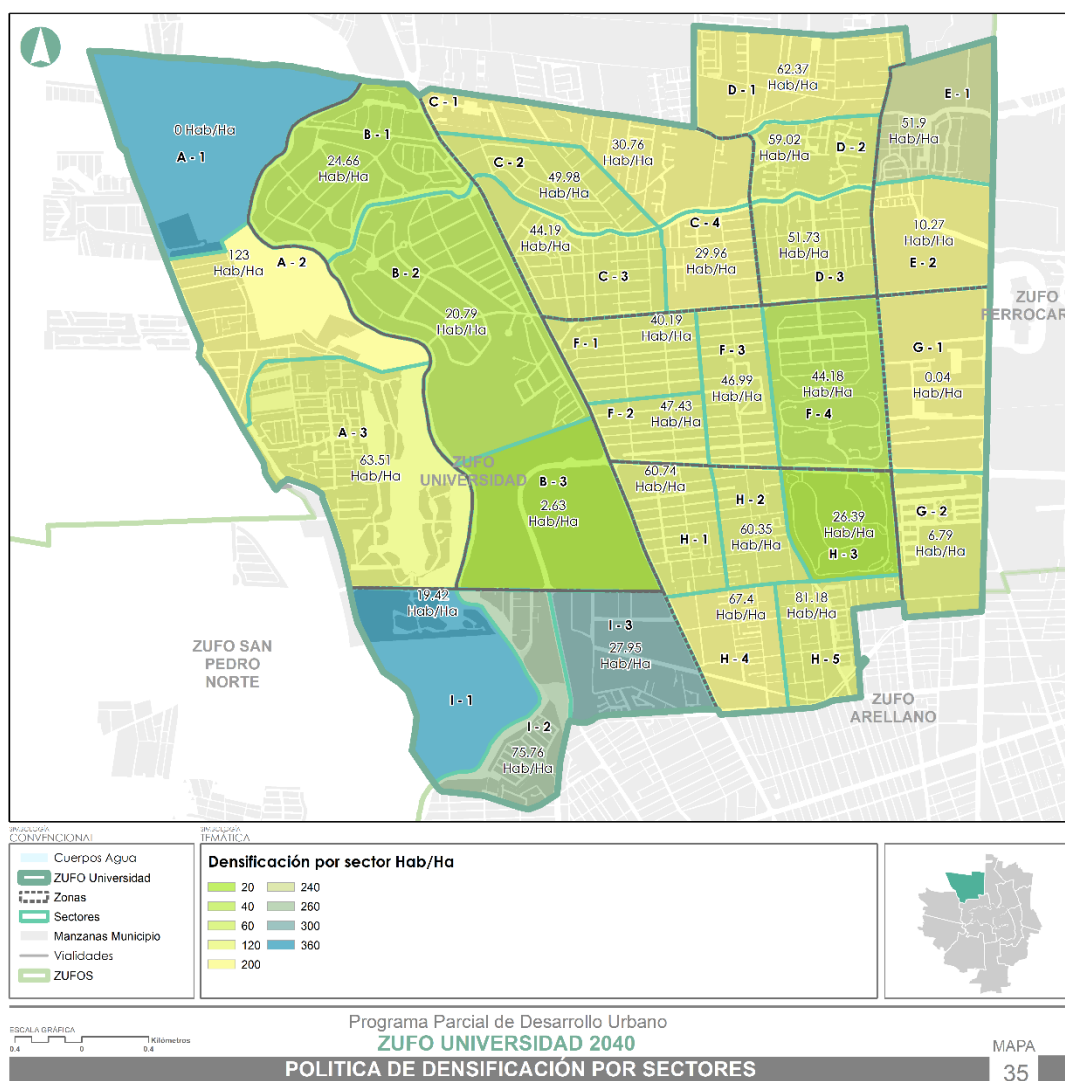 62.37
Hab/Ha
D - 1
E - 1
C - 1
51.9
Hab/Ha
0 Hab/Ha
A - 1
B - 1
30.76
Hab/Ha
59.02
Hab/Ha
D - 2
24.66
Hab/Ha
C - 2
49.98
Hab/Ha
C - 4
10.27
Hab/Ha
E - 2
44.19
Hab/Ha
51.73
Hab/Ha
D - 3
123
Hab/Ha
A - 2
29.96
Hab/Ha
B - 2
C - 3
ZUFO
20.79
Hab/Ha
40.19
Hab/Ha
F - 1
F - 3
G - 1
46.99
Hab/Ha
44.18
Hab/Ha
F - 4
0.04
Hab/Ha
F - 2
47.43
Hab/Ha
A - 3
63.51
Hab/Ha
ZUFO
UNIVERSIDAD
B - 3
2.63
Hab/Ha
60.74
Hab/Ha
H - 1
H - 2
60.35
Hab/Ha
26.39
Hab/Ha
H - 3
G - 2
6.79
Hab/Ha
19.42
Hab/Ha
67.4
Hab/Ha
81.18
Hab/Ha
I - 3
27.95
Hab/Ha
ZUFO SAN
PEDRO
NORTE
H - 4
H - 5
I - 1
ZUFO
ARELLANO
I - 2
75.76
Hab/Ha
CONVENCIONAL
Cuerpos Agua
ZUFO Universidad
Zonas
Sectores
Manzanas Municipio
Vialidades
ZUFOS
TEMÁTICA
Densificación por sector Hab/Ha
20 240
40 260
60 300
120 360
200
ESCALA GRÁFICA
0.4 0 0.4 Kilómetros
Programa Parcial de Desarrollo Urbano
ZUFO UNIVERSIDAD 2040
POLITICA DE DENSIFICACIÓN POR SECTORES
MAPA
35